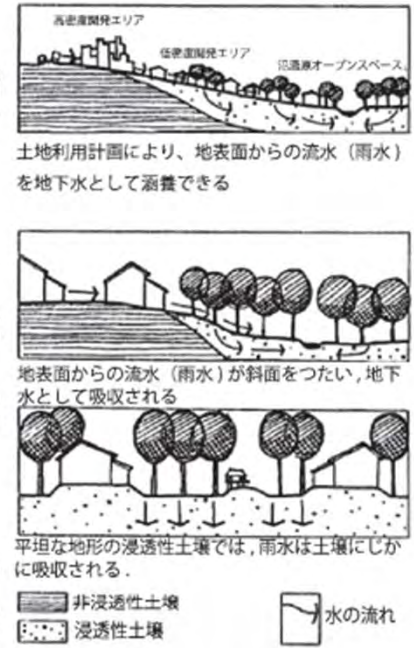 高密度開発エリア
低密度開発エリア
氾濫原オープンスペース
土地利用計画により、地表面からの流水（雨水）
を地下水として涵養できる
地表面からの流水（雨水）が斜面をつたい，地下
水として吸収される
平坦な地形の浸透性土壌では，雨水は土壌にじか
に吸収される．
非浸透性土壌
浸透性土壌
水の流れ